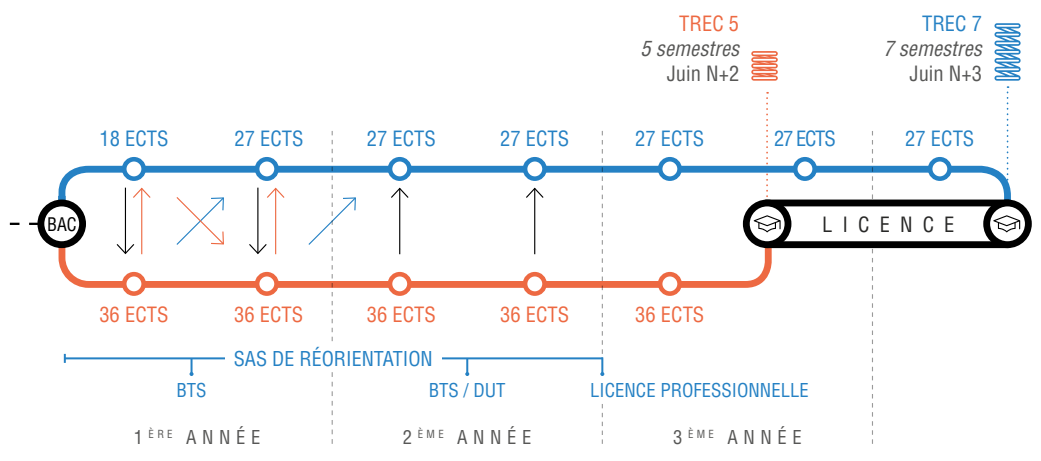 TREC 5
5 semestres
Juin N+2
TREC 7
7 semestres
Juin N+3
18 ECTS
27 ECTS
27 ECTS
27 ECTS
27 ECTS
27 ECTS
27 ECTS
BAC
LICENCE
36 ECTS
36 ECTS
36 ECTS
36 ECTS
36 ECTS
SAS DE RÉORIENTATION
BTS
BTS / DUT
LICENCE PROFESSIONNELLE
1ÈRE ANNÉE
2ÈME ANNÉE
3ÈME ANNÉE